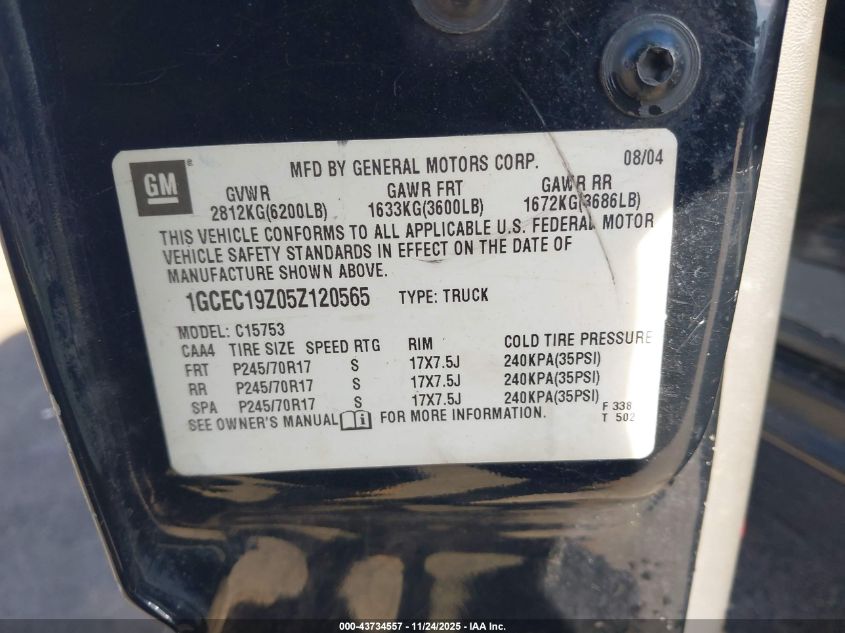 GM
MFD BY GENERAL MOTORS CORP. 08/04
GVWR GAWR FRT GAWR RR
2812KG(6200LB) 1633KG(3600LB) 1672KG(3686LB)
THIS VEHICLE CONFORMS TO ALL APPLICABLE U.S. FEDERAL MOTOR
VEHICLE SAFETY STANDARDS IN EFFECT ON THE DATE OF
MANUFACTURE SHOWN ABOVE.
1GCEC19Z05Z120565 TYPE: TRUCK
MODEL: C15753
CAA4 TIRE SIZE SPEED RTG RIM COLD TIRE PRESSURE
FRT P245/70R17 S 17X7.5J 240KPA(35PSI)
RR P245/70R17 S 17X7.5J 240KPA(35PSI)
SPA P245/70R17 S 17X7.5J 240KPA(35PSI)
SEE OWNER'S MANUAL FOR MORE INFORMATION.
F 338
T 502
000-43734557 - 11/24/2025 - IAA Inc.